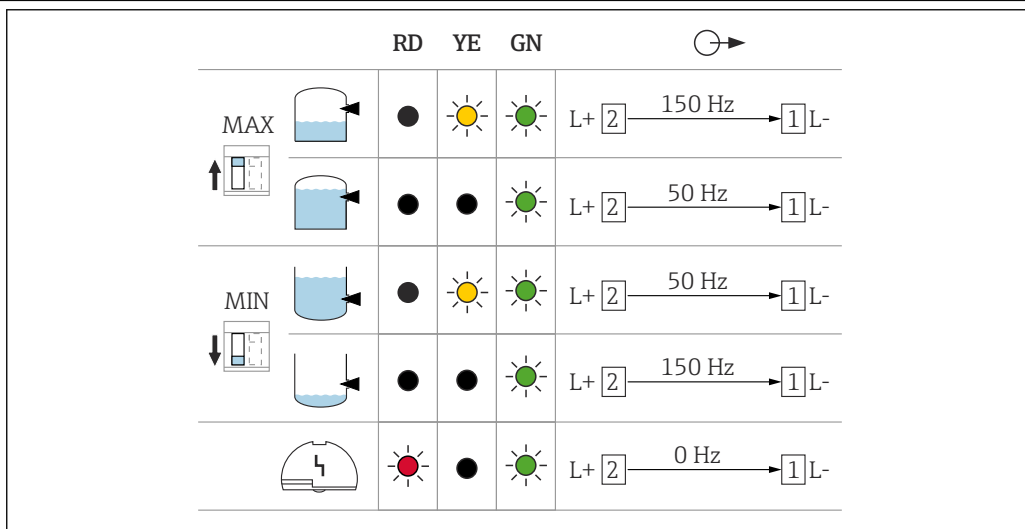 RD YE GN
MAX
L+ 2 150 Hz 1 L-
L+ 2 50 Hz 1 L-
MIN
L+ 2 50 Hz 1 L-
L+ 2 150 Hz 1 L-
L+ 2 0 Hz 1 L-